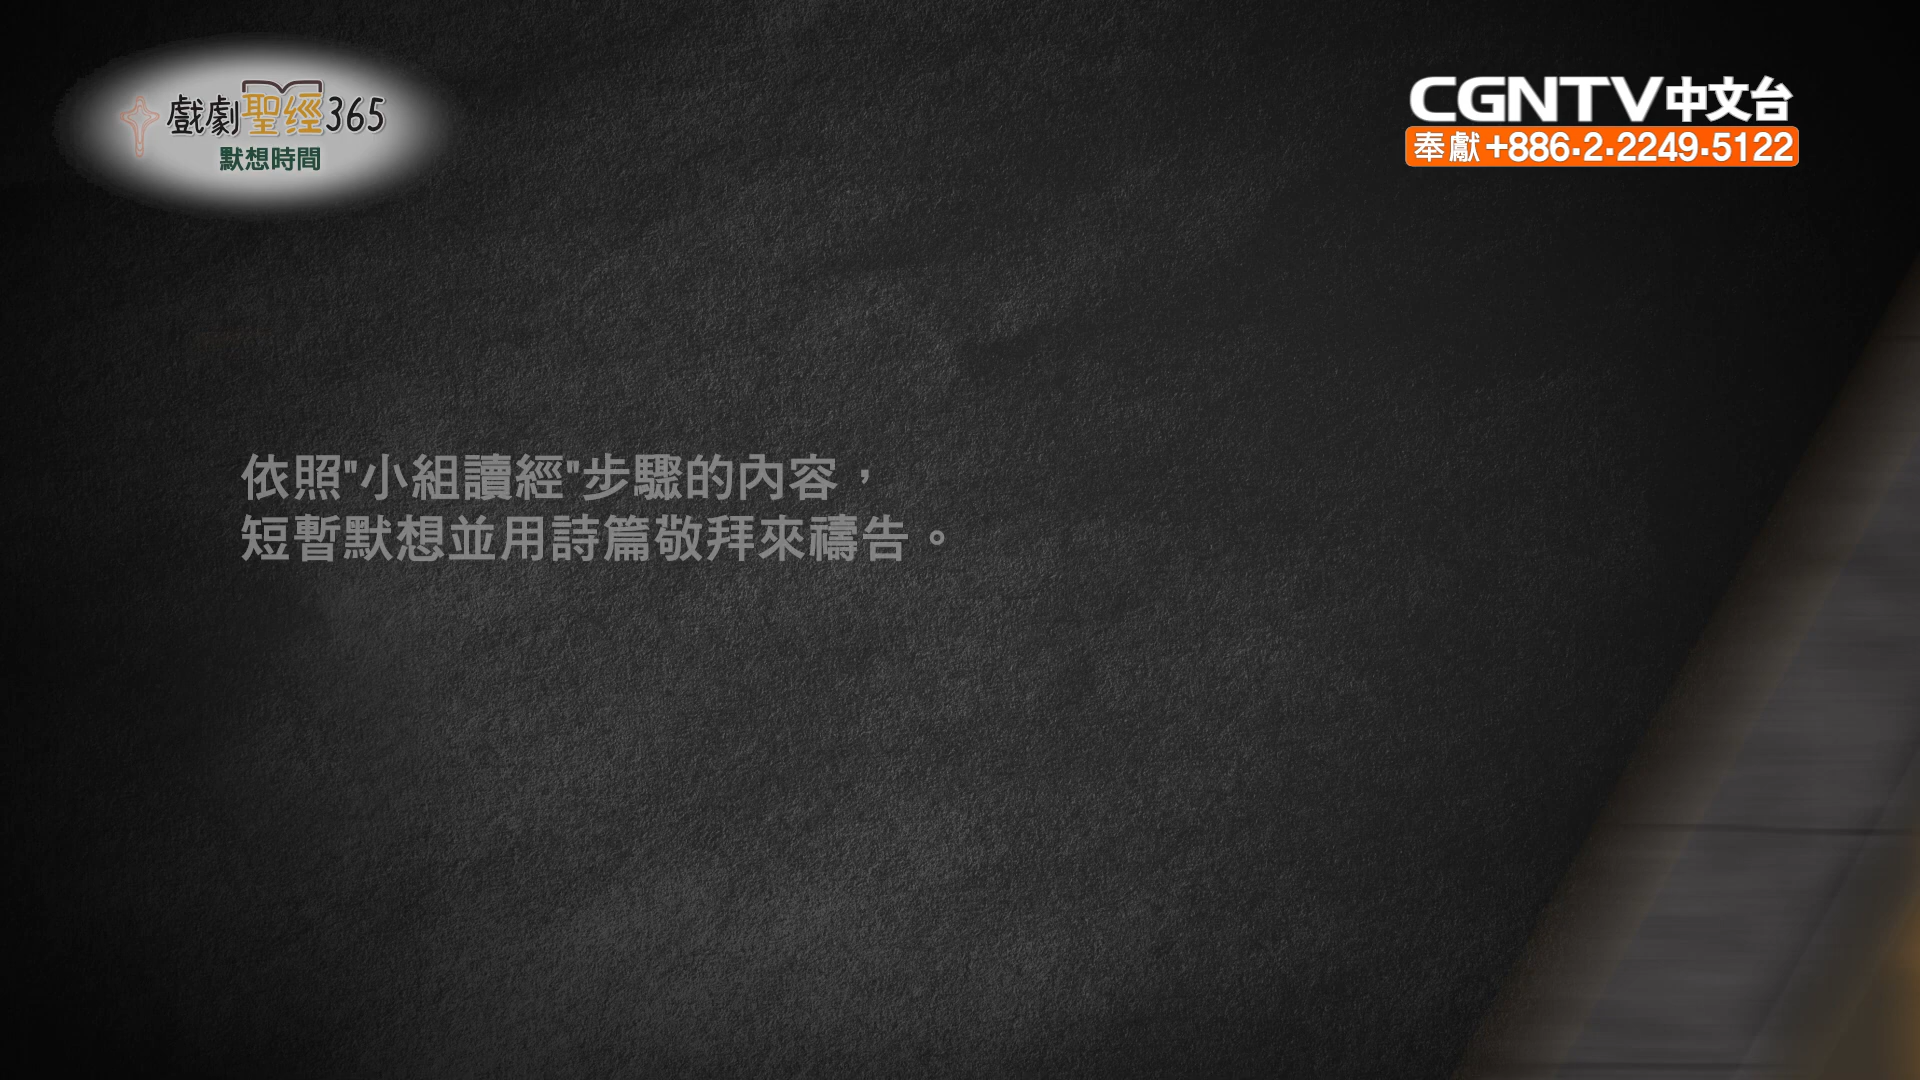 戲劇聖經365
默想時間
CGNTV中文台
奉獻+886-2-2249-5122
依照"小組讀經"步驟的內容，
短暫默想並用詩篇敬拜來禱告。